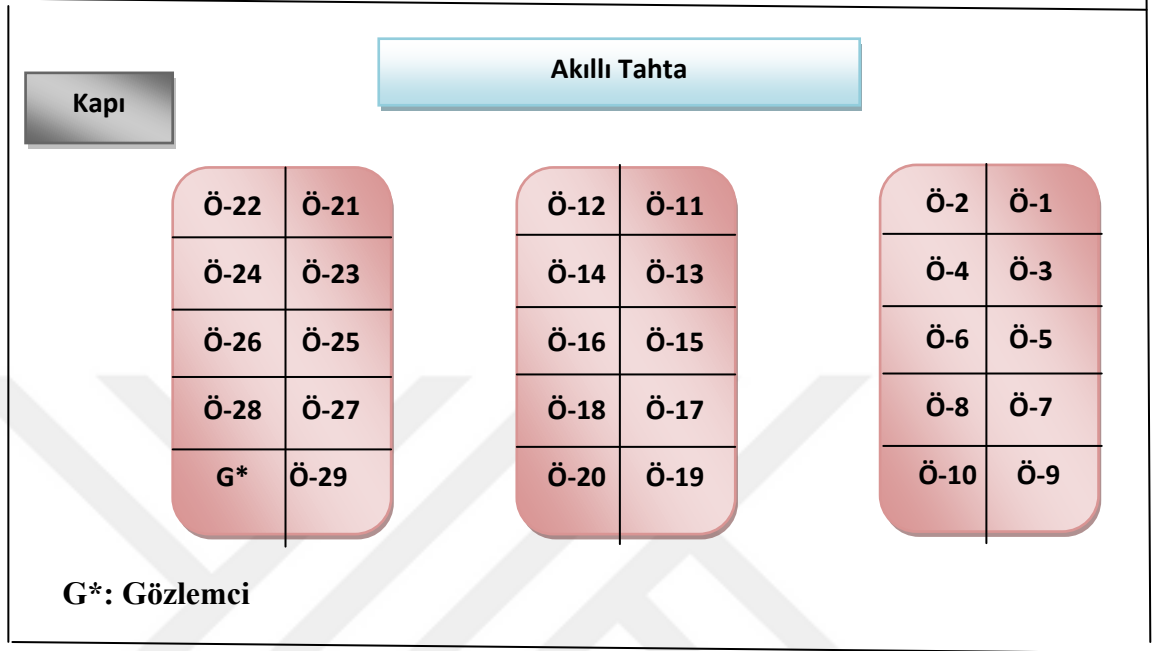 Akıllı Tahta
Kapı
Ö-22 Ö-21 Ö-12 Ö-11 Ö-2 Ö-1
Ö-24 Ö-23 Ö-14 Ö-13 Ö-4 Ö-3
Ö-26 Ö-25 Ö-16 Ö-15 Ö-6 Ö-5
Ö-28 Ö-27 Ö-18 Ö-17 Ö-8 Ö-7
G* Ö-29 Ö-20 Ö-19 Ö-10 Ö-9
G*: Gözlemci